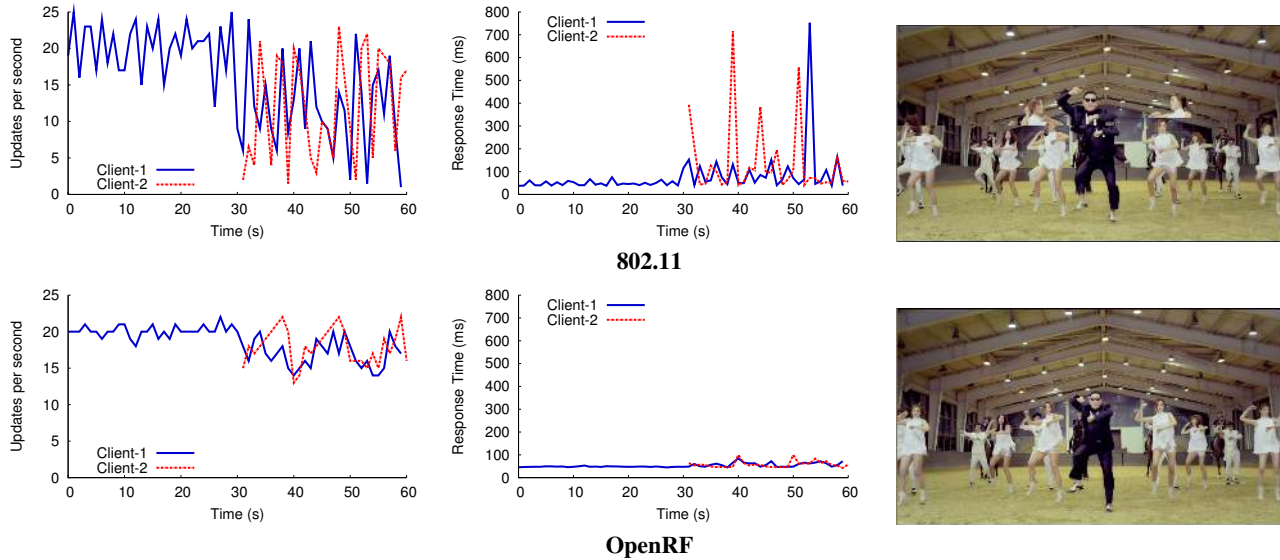 25
20
15
10
5
0
Updates per second
Client-1
Client-2
0 10 20 30 40 50 60
Time (s)
800
700
600
500
400
300
200
100
0
Response Time (ms)
Client-1
Client-2
0 10 20 30 40 50 60
Time (s)
802.11
25
20
15
10
5
0
Updates per second
Client-1
Client-2
0 10 20 30 40 50 60
Time (s)
800
700
600
500
400
300
200
100
0
Response Time (ms)
Client-1
Client-2
0 10 20 30 40 50 60
Time (s)
OpenRF